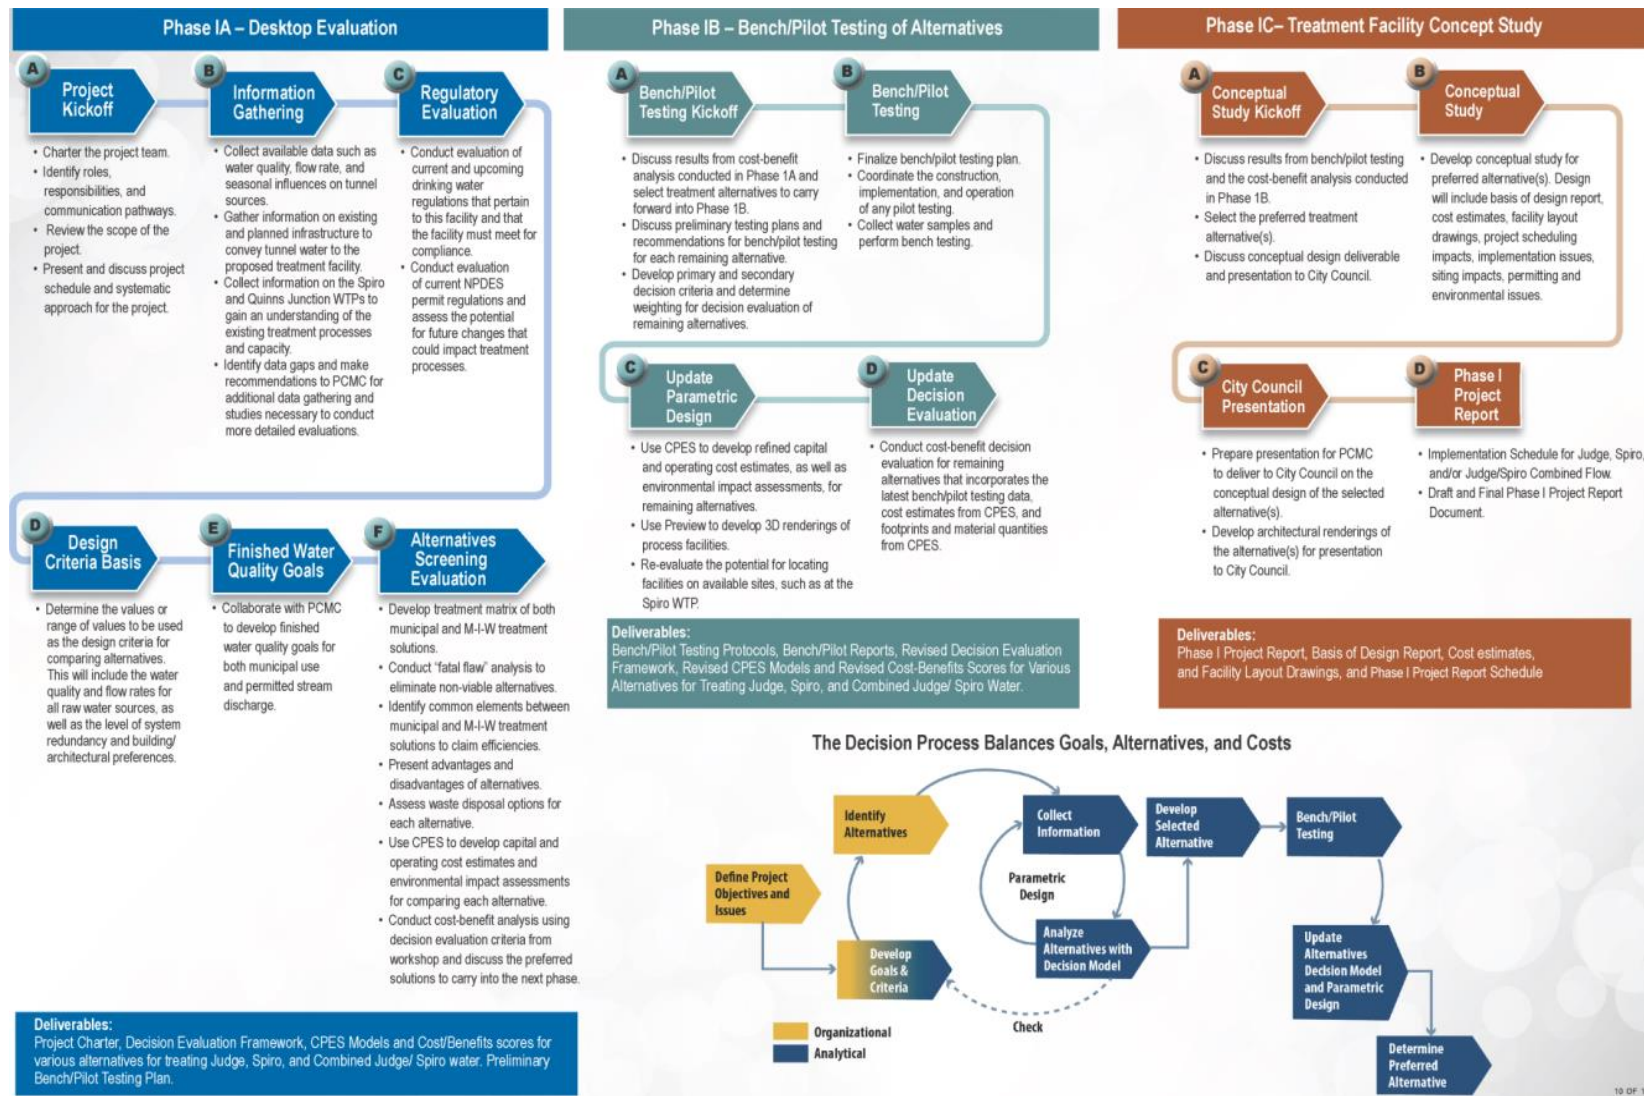 Phase IA – Desktop Evaluation
A
Project
Kickoff
• Charter the project team.
• Identify roles,
responsibilities, and
communication pathways.
• Review the scope of the
project.
• Present and discuss project
schedule and systematic
approach for the project.
B
Information
Gathering
• Collect available data such as
water quality, flow rate, and
seasonal influences on tunnel
sources.
• Gather information on existing
and planned infrastructure to
convey tunnel water to the
proposed treatment facility.
• Collect information on the Spiro
and Quinns Junction WTPs to
gain an understanding of the
existing treatment processes
and capacity.
• Identify data gaps and make
recommendations to PCMC for
additional data gathering and
studies necessary to conduct
more detailed evaluations.
C
Regulatory
Evaluation
• Conduct evaluation of
current and upcoming
drinking water
regulations that pertain
to this facility and that
the facility must meet for
compliance.
• Conduct evaluation
of current NPDES
permit regulations and
assess the potential
for future changes that
could impact treatment
processes.
D
Design
Criteria Basis
• Determine the values or
range of values to be used
as the design criteria for
comparing alternatives.
This will include the water
quality and flow rates for
all raw water sources, as
well as the level of system
redundancy and building/
architectural preferences.
E
Finished Water
Quality Goals
• Collaborate with PCMC
to develop finished
water quality goals for
both municipal use
and permitted stream
discharge.
F
Alternatives
Screening
Evaluation
• Develop treatment matrix of both
municipal and M-I-W treatment
solutions.
• Conduct “fatal flaw” analysis to
eliminate non-viable alternatives.
• Identify common elements between
municipal and M-I-W treatment
solutions to claim efficiencies.
• Present advantages and
disadvantages of alternatives.
• Assess waste disposal options for
each alternative.
• Use CPES to develop capital and
operating cost estimates and
environmental impact assessments
for comparing each alternative.
• Conduct cost-benefit analysis using
decision evaluation criteria from
workshop and discuss the preferred
solutions to carry into the next phase.
Deliverables:
Project Charter, Decision Evaluation Framework, CPES Models and Cost/Benefits scores for
various alternatives for treating Judge, Spiro, and Combined Judge/ Spiro water. Preliminary
Bench/Pilot Testing Plan.
Phase IB – Bench/Pilot Testing of Alternatives
A
Bench/Pilot
Testing Kickoff
• Discuss results from cost-benefit
analysis conducted in Phase 1A and
select treatment alternatives to carry
forward into Phase 1B.
• Discuss preliminary testing plans and
recommendations for bench/pilot testing
for each remaining alternative.
• Develop primary and secondary
decision criteria and determine
weighting for decision evaluation of
remaining alternatives.
B
Bench/Pilot
Testing
• Finalize bench/pilot testing plan.
• Coordinate the construction,
implementation, and operation
of any pilot testing.
• Collect water samples and
perform bench testing.
C
Update
Parametric
Design
• Use CPES to develop refined capital
and operating cost estimates, as well as
environmental impact assessments, for
remaining alternatives.
• Use Preview to develop 3D renderings of
process facilities.
• Re-evaluate the potential for locating
facilities on available sites, such as at the
Spiro WTP.
D
Update
Decision
Evaluation
• Conduct cost-benefit decision
evaluation for remaining
alternatives that incorporates the
latest bench/pilot testing data,
cost estimates from CPES, and
footprints and material quantities
from CPES.
Deliverables:
Bench/Pilot Testing Protocols, Bench/Pilot Reports, Revised Decision Evaluation
Framework, Revised CPES Models and Revised Cost-Benefits Scores for Various
Alternatives for Treating Judge, Spiro, and Combined Judge/ Spiro Water.
Phase IC– Treatment Facility Concept Study
A
Conceptual
Study Kickoff
• Discuss results from bench/pilot testing
and the cost-benefit analysis conducted
in Phase 1B.
• Select the preferred treatment
alternative(s).
• Discuss conceptual design deliverable
and presentation to City Council.
B
Conceptual
Study
• Develop conceptual study for
preferred alternative(s). Design
will include basis of design report,
cost estimates, facility layout
drawings, project scheduling
impacts, implementation issues,
siting impacts, permitting and
environmental issues.
C
City Council
Presentation
• Prepare presentation for PCMC
to deliver to City Council on the
conceptual design of the selected
alternative(s).
• Develop architectural renderings of
the alternative(s) for presentation
to City Council.
D
Phase I
Project
Report
• Implementation Schedule for Judge, Spiro,
and/or Judge/Spiro Combined Flow.
• Draft and Final Phase I Project Report
Document.
Deliverables:
Phase I Project Report, Basis of Design Report, Cost estimates,
and Facility Layout Drawings, and Phase I Project Report Schedule
The Decision Process Balances Goals, Alternatives, and Costs
Define Project
Objectives and
Issues
Develop
Goals &
Criteria
Identify
Alternatives
Collect
Information
Parametric
Design
Analyze
Alternatives with
Decision Model
Check
Develop
Selected
Alternative
Bench/Pilot
Testing
Update
Alternatives
Decision Model
and Parametric
Design
Determine
Preferred
Alternative
Organizational
Analytical
10 OF